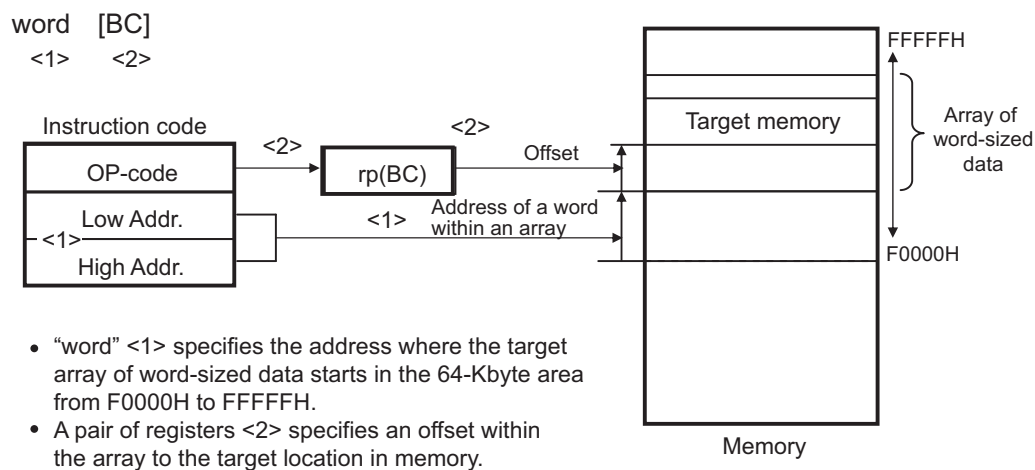 word [BC]
<1> <2>
Instruction code
OP-code
Low Addr.
<1>
High Addr.
<2>
rp(BC)
<2>
Offset
<1>
Address of a word
within an array
FFFFFH
Target memory
Array of
word-sized
data
F0000H
Memory
• “word” <1> specifies the address where the target
array of word-sized data starts in the 64-Kbyte area
from F0000H to FFFFFH.
• A pair of registers <2> specifies an offset within
the array to the target location in memory.